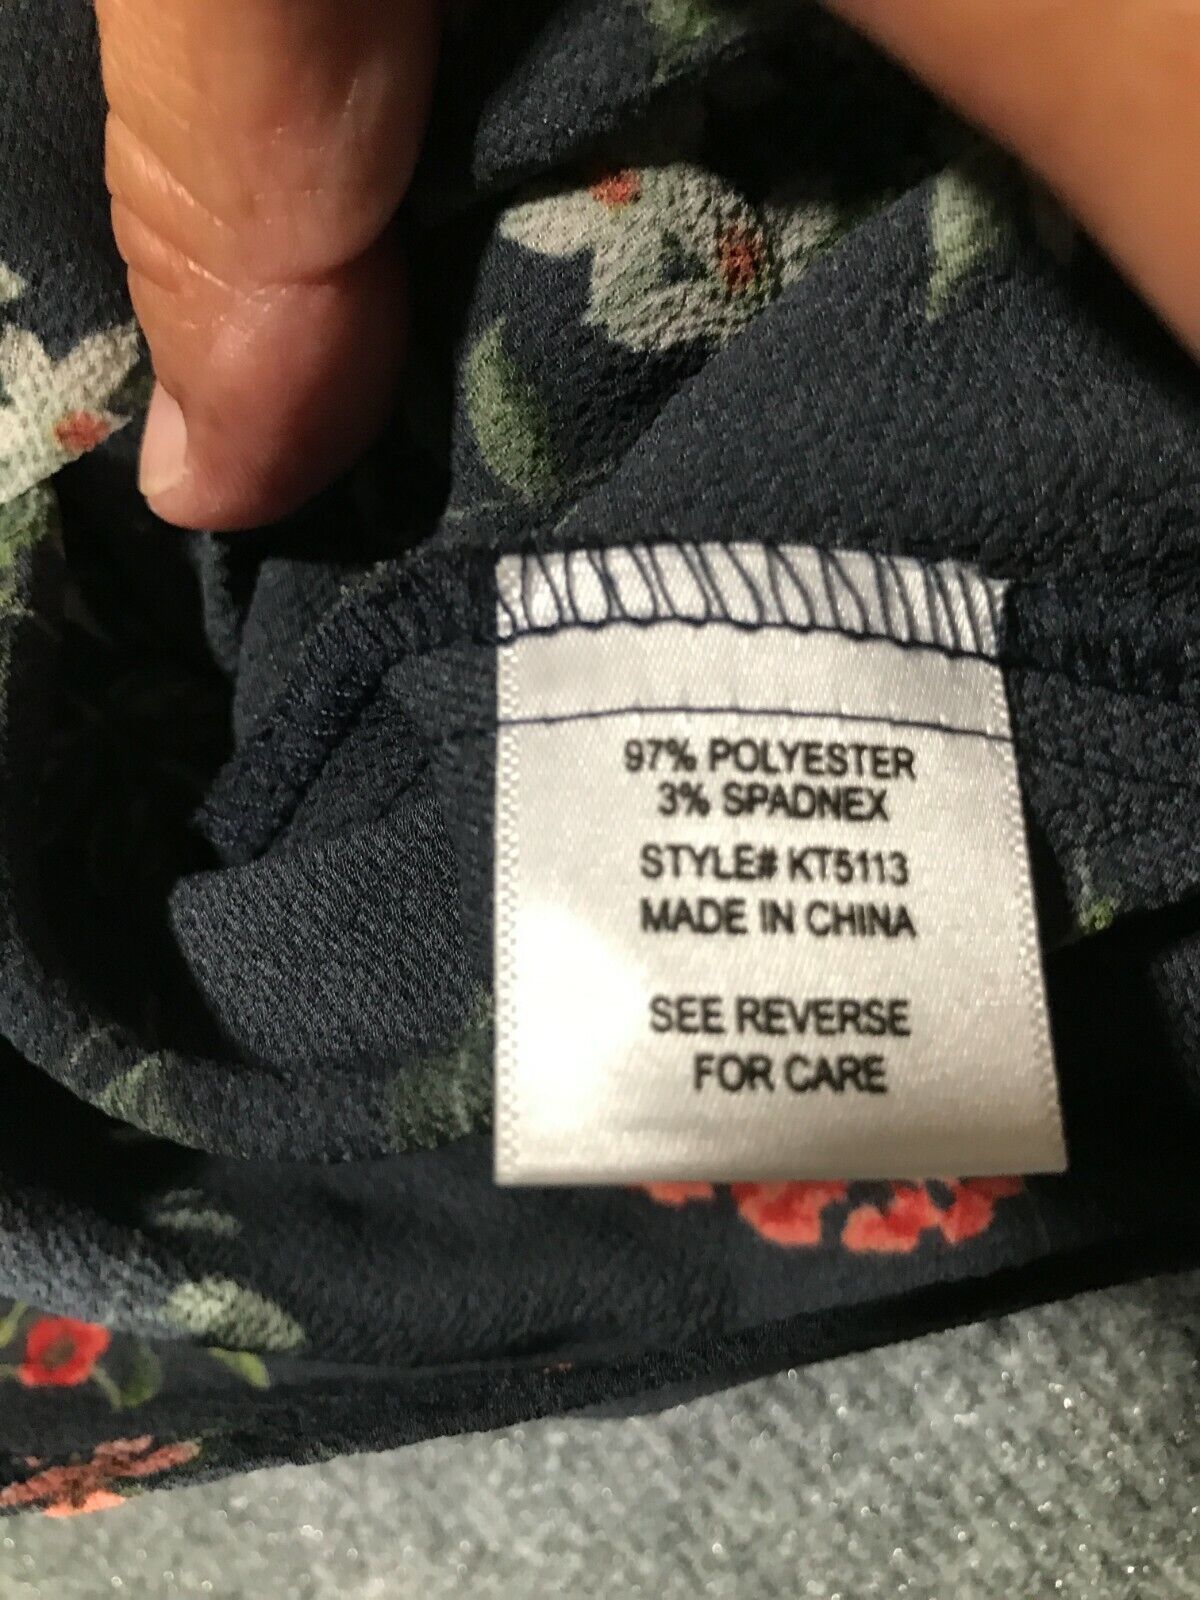 97% POLYESTER
3% SPADNEX
STYLE# KT5113
MADE IN CHINA
SEE REVERSE
FOR CARE